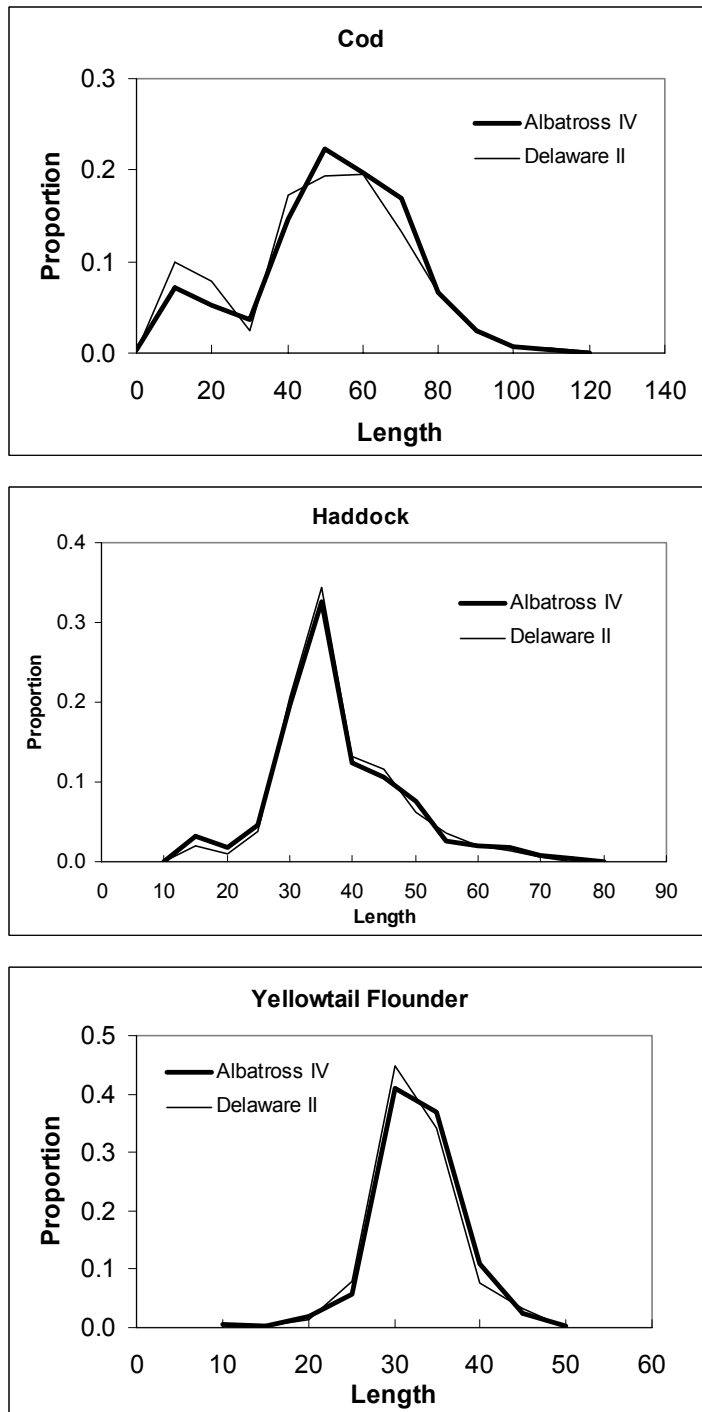 Cod
0.3
0.2
0.1
0.0
Proportion
Albatross IV
Delaware II
0 20 40 60 80 100 120 140
Length
Haddock
0.4
0.3
0.2
0.1
0.0
Proportion
Albatross IV
Delaware II
0 10 20 30 40 50 60 70 80 90
Length
Yellowtail Flounder
0.5
0.4
0.3
0.2
0.1
0.0
Proportion
Albatross IV
Delaware II
0 10 20 30 40 50 60
Length